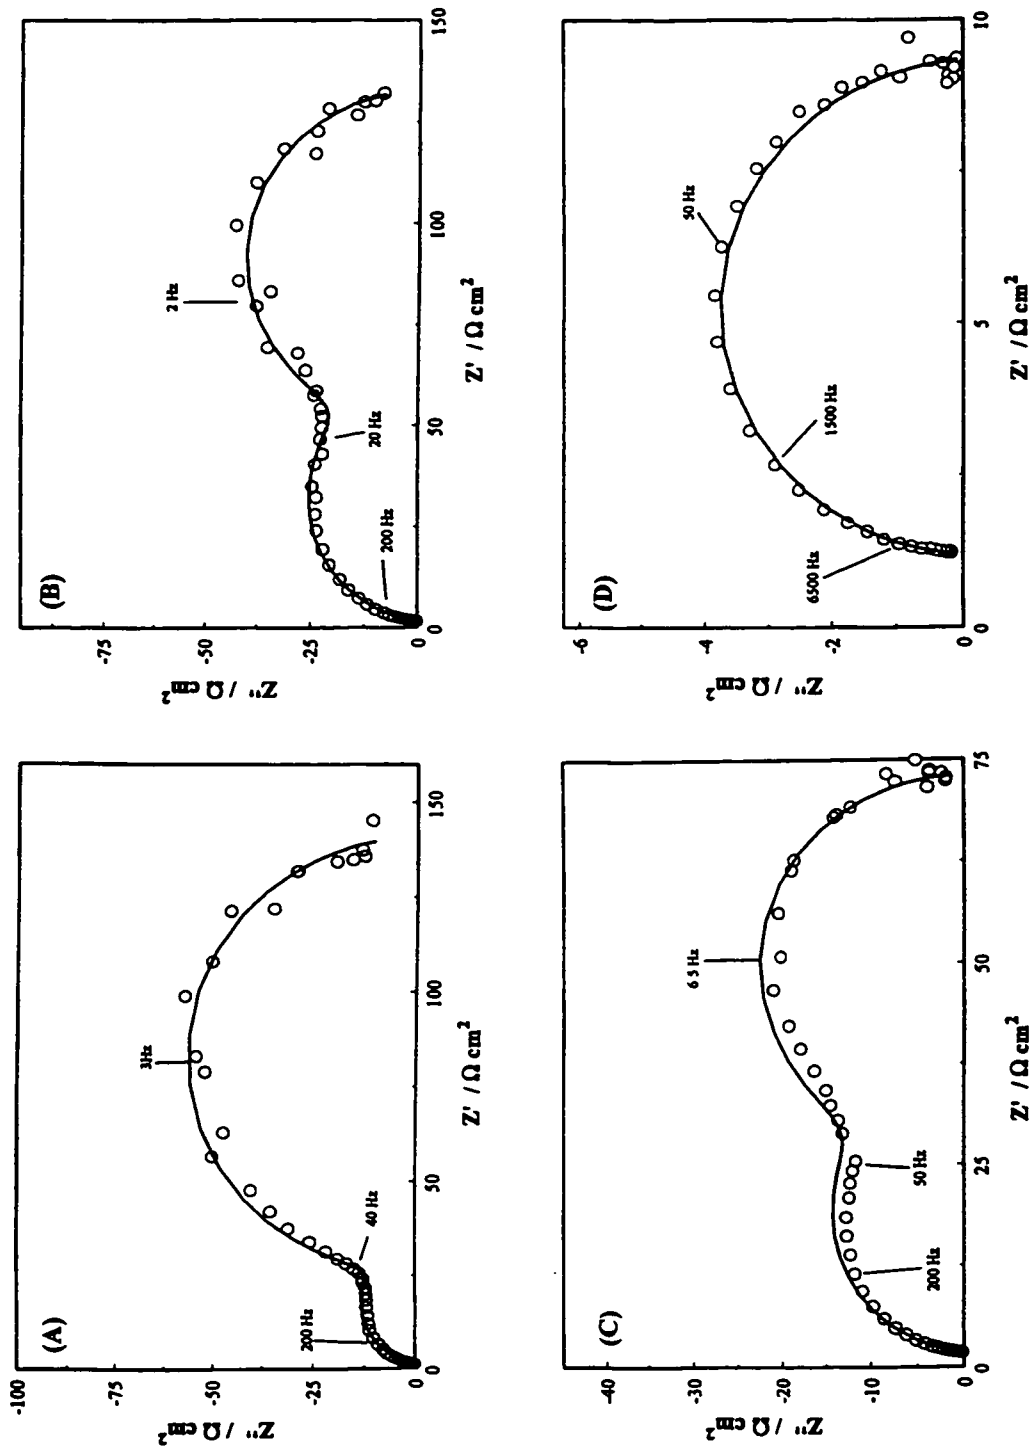 (A)
-100
-75
-50
-25
0
Z'' / Ω cm²
200 Hz
40 Hz
3Hz
0
50
100
150
Z' / Ω cm²
(B)
-75
-50
-25
0
Z'' / Ω cm²
200 Hz
20 Hz
2 Hz
0
50
100
150
Z' / Ω cm²
(C)
-40
-30
-20
-10
0
Z'' / Ω cm²
200 Hz
50 Hz
6 5 Hz
0
25
50
75
Z' / Ω cm²
(D)
-6
-4
-2
0
Z'' / Ω cm²
6500 Hz
1500 Hz
50 Hz
0
5
10
Z' / Ω cm²